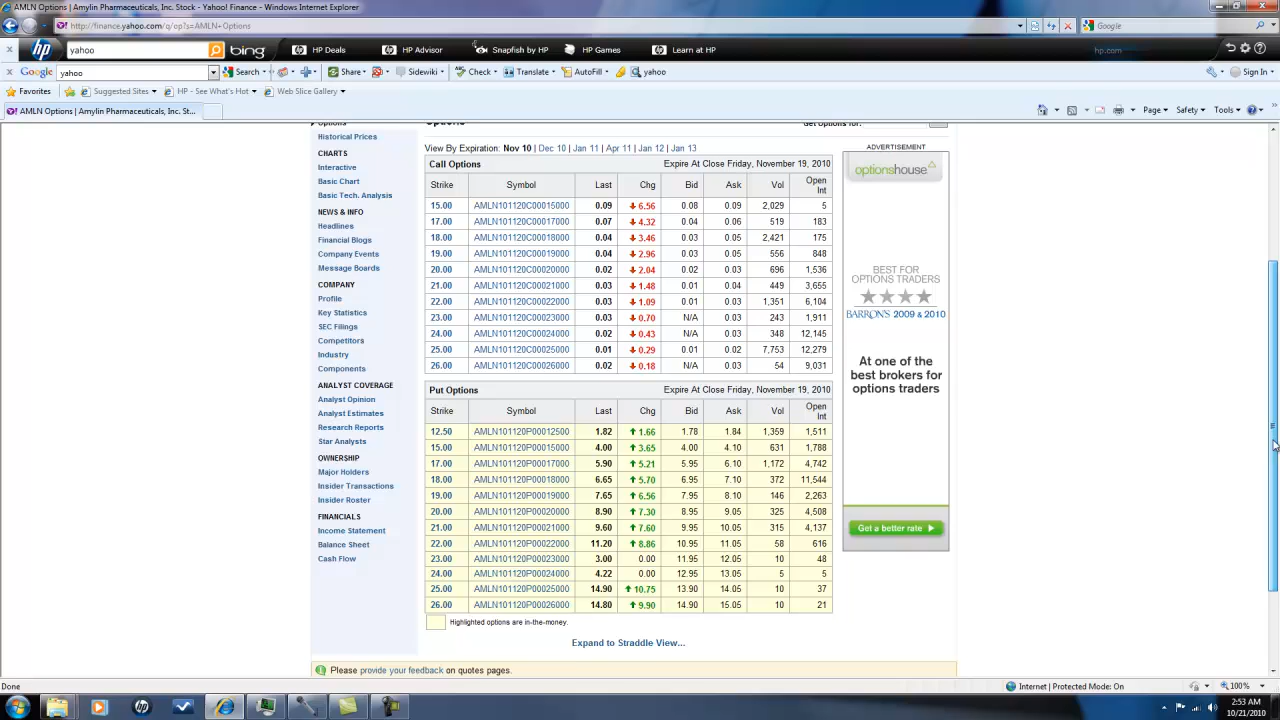 AMLN Options | Amylin Pharmaceuticals, Inc. Stock - Yahoo! Finance - Windows Internet Explorer
http://finance.yahoo.com/q/op?s=AMLN+Options
Google
yahoo
bing
HP Deals
HP Advisor
Snapfish by HP
HP Games
Learn at HP
hp.com
Google
yahoo
Search
Share
Sidewiki
Check
Translate
AutoFill
yahoo
Sign In
Favorites
Suggested Sites
HP - See What's Hot
Web Slice Gallery
AMLN Options | Amylin Pharmaceuticals, Inc. St...
Page
Safety
Tools
Options
Get Options for:
Historical Prices
CHARTS
Interactive
Basic Chart
Basic Tech. Analysis
NEWS & INFO
Headlines
Financial Blogs
Company Events
Message Boards
COMPANY
Profile
Key Statistics
SEC Filings
Competitors
Industry
Components
ANALYST COVERAGE
Analyst Opinion
Analyst Estimates
Research Reports
Star Analysts
OWNERSHIP
Major Holders
Insider Transactions
Insider Roster
FINANCIALS
Income Statement
Balance Sheet
Cash Flow
View By Expiration: Nov 10 | Dec 10 | Jan 11 | Apr 11 | Jan 12 | Jan 13
Call Options Expire At Close Friday, November 19, 2010
Strike Symbol Last Chg Bid Ask Vol Open Int
15.00 AMLN101120C00015000 0.09 6.56 0.08 0.09 2,029 5
17.00 AMLN101120C00017000 0.07 4.32 0.04 0.06 519 183
18.00 AMLN101120C00018000 0.04 3.46 0.03 0.05 2,421 175
19.00 AMLN101120C00019000 0.04 2.96 0.03 0.05 556 848
20.00 AMLN101120C00020000 0.02 2.04 0.02 0.03 696 1,536
21.00 AMLN101120C00021000 0.03 1.48 0.01 0.04 449 3,655
22.00 AMLN101120C00022000 0.03 1.09 0.01 0.03 1,351 6,104
23.00 AMLN101120C00023000 0.03 0.70 N/A 0.03 243 1,911
24.00 AMLN101120C00024000 0.02 0.43 N/A 0.03 348 12,145
25.00 AMLN101120C00025000 0.01 0.29 0.01 0.02 7,753 12,279
26.00 AMLN101120C00026000 0.02 0.18 N/A 0.03 54 9,031
Put Options Expire At Close Friday, November 19, 2010
Strike Symbol Last Chg Bid Ask Vol Open Int
12.50 AMLN101120P00012500 1.82 1.66 1.78 1.84 1,359 1,511
15.00 AMLN101120P00015000 4.00 3.65 4.00 4.10 631 1,788
17.00 AMLN101120P00017000 5.90 5.21 5.95 6.10 1,172 4,742
18.00 AMLN101120P00018000 6.65 5.70 6.95 7.10 372 11,544
19.00 AMLN101120P00019000 7.65 6.56 7.95 8.10 146 2,263
20.00 AMLN101120P00020000 8.90 7.30 8.95 9.05 325 4,508
21.00 AMLN101120P00021000 9.60 7.60 9.95 10.05 315 4,137
22.00 AMLN101120P00022000 11.20 8.86 10.95 11.05 58 616
23.00 AMLN101120P00023000 3.00 0.00 11.95 12.05 10 48
24.00 AMLN101120P00024000 4.22 0.00 12.95 13.05 5 5
25.00 AMLN101120P00025000 14.90 10.75 13.90 14.05 10 37
26.00 AMLN101120P00026000 14.80 9.90 14.90 15.05 10 21
Highlighted options are in-the-money.
Expand to Straddle View...
ADVERTISEMENT
optionshouse
BEST FOR
OPTIONS TRADERS
BARRON'S 2009 & 2010
At one of the
best brokers for
options traders
Get a better rate
Please provide your feedback on quotes pages.
Done
Internet | Protected Mode: On
100%
2:53 AM
10/21/2010